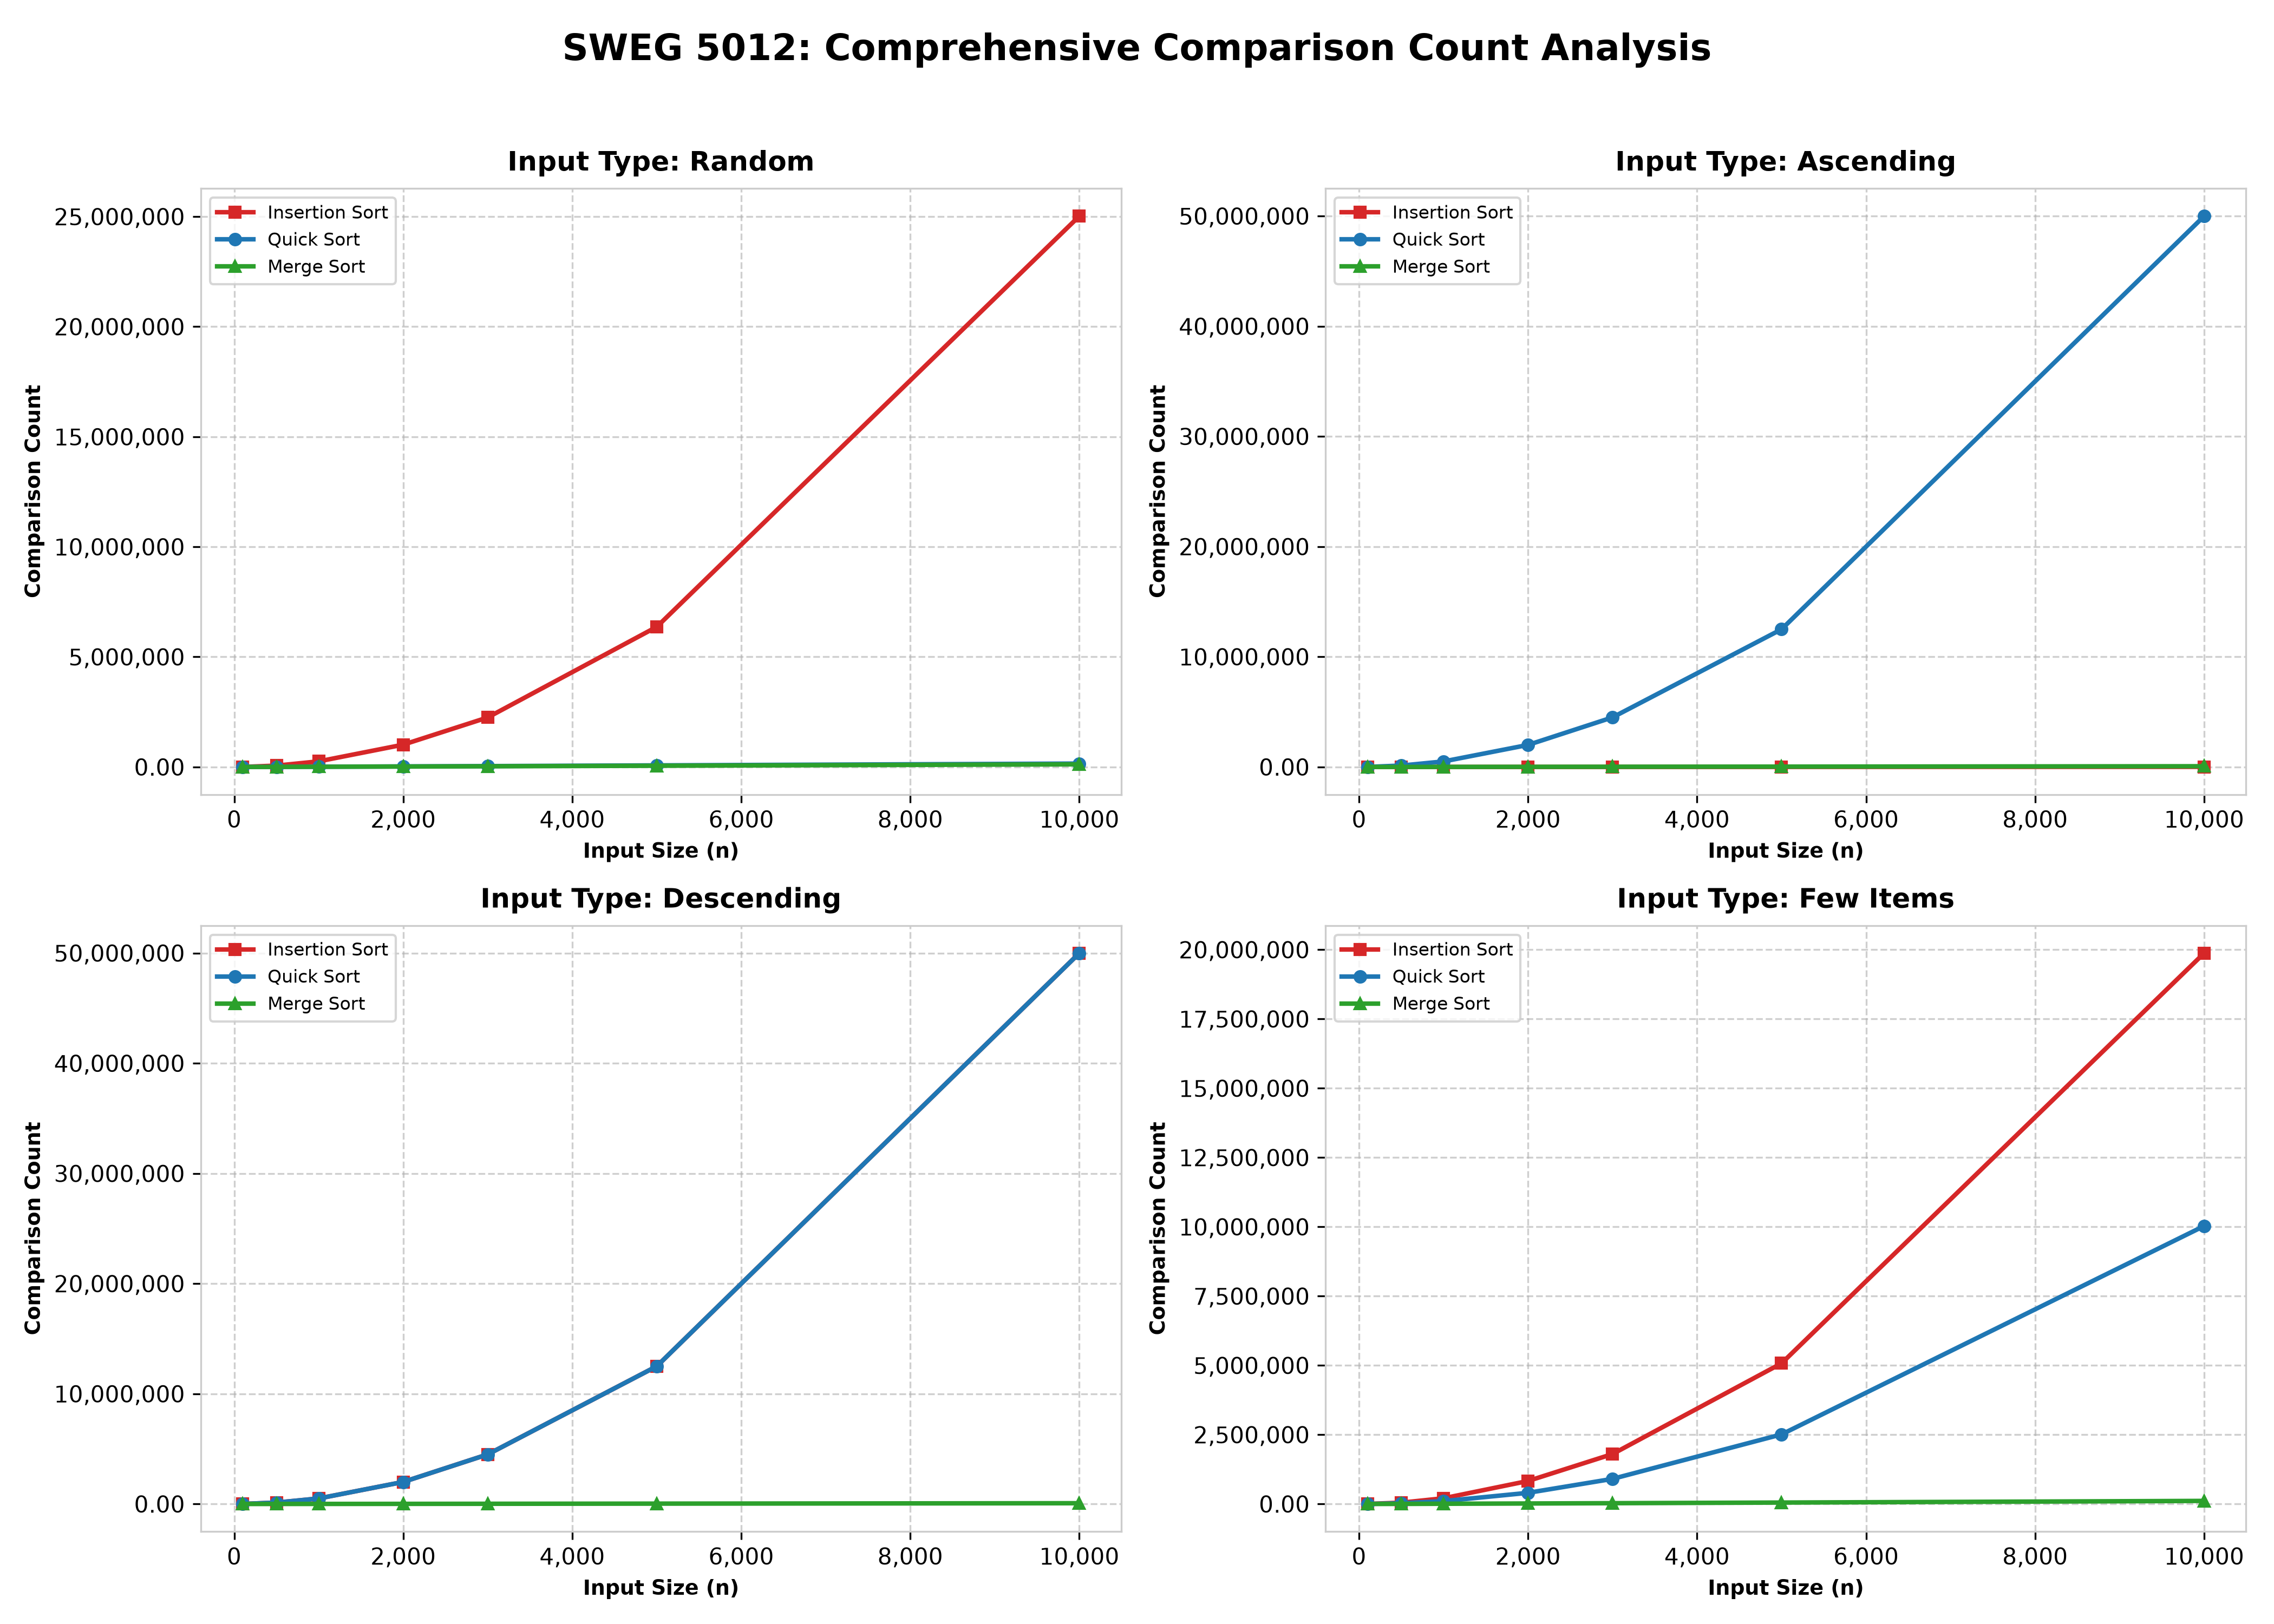 SWEG 5012: Comprehensive Comparison Count Analysis
Input Type: Random
Insertion Sort
Quick Sort
Merge Sort
25,000,000
20,000,000
15,000,000
10,000,000
5,000,000
0.00
Comparison Count
0 2,000 4,000 6,000 8,000 10,000
Input Size (n)
Input Type: Ascending
Insertion Sort
Quick Sort
Merge Sort
50,000,000
40,000,000
30,000,000
20,000,000
10,000,000
0.00
Comparison Count
0 2,000 4,000 6,000 8,000 10,000
Input Size (n)
Input Type: Descending
Insertion Sort
Quick Sort
Merge Sort
50,000,000
40,000,000
30,000,000
20,000,000
10,000,000
0.00
Comparison Count
0 2,000 4,000 6,000 8,000 10,000
Input Size (n)
Input Type: Few Items
Insertion Sort
Quick Sort
Merge Sort
20,000,000
17,500,000
15,000,000
12,500,000
10,000,000
7,500,000
5,000,000
2,500,000
0.00
Comparison Count
0 2,000 4,000 6,000 8,000 10,000
Input Size (n)